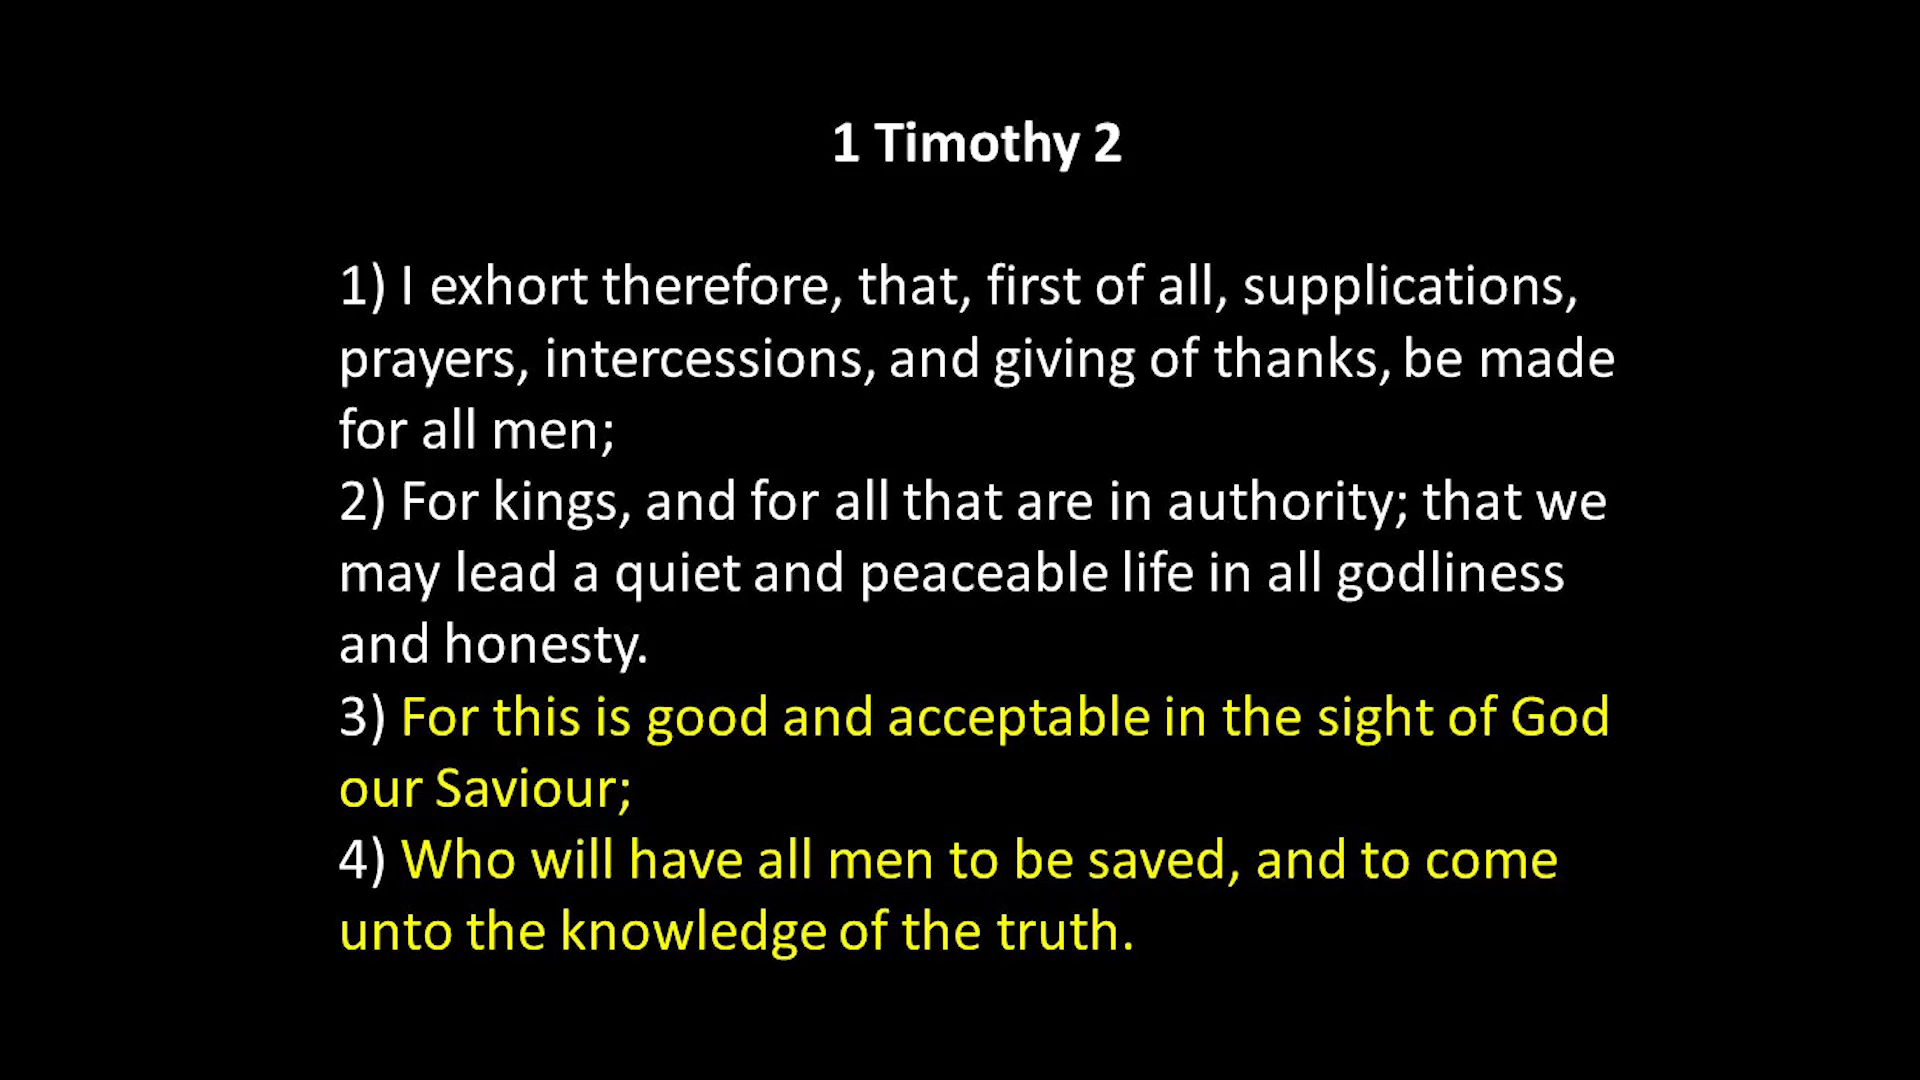 1 Timothy 2
1) I exhort therefore, that, first of all, supplications,
prayers, intercessions, and giving of thanks, be made
for all men;
2) For kings, and for all that are in authority; that we
may lead a quiet and peaceable life in all godliness
and honesty.
3) For this is good and acceptable in the sight of God
our Saviour;
4) Who will have all men to be saved, and to come
unto the knowledge of the truth.